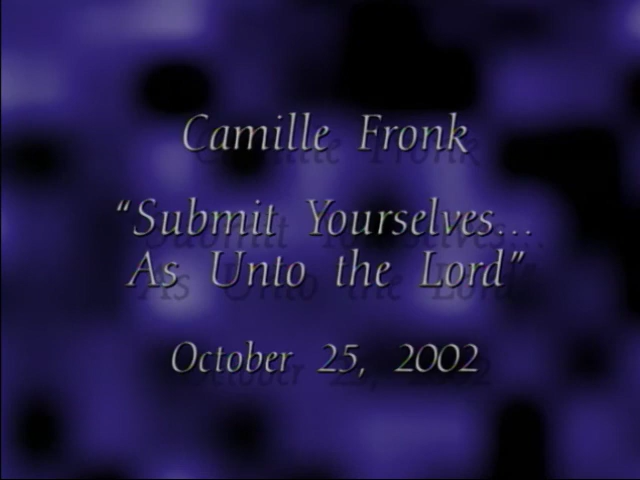 Camille Fronk
“Submit Yourselves...
As Unto the Lord”
October 25, 2002